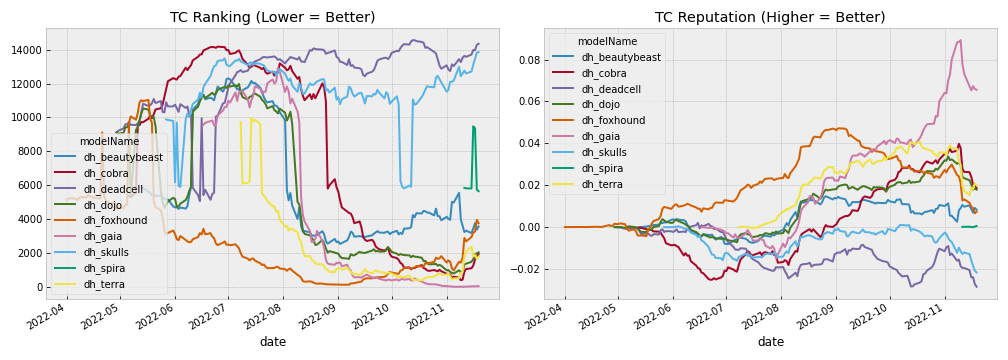 TC Ranking (Lower = Better)
14000
12000
10000
8000
6000
4000
2000
0
modelName
dh_beautybeast
dh_cobra
dh_deadcell
dh_dojo
dh_foxhound
dh_gaia
dh_skulls
dh_spira
dh_terra
2022-04
2022-05
2022-06
2022-07
2022-08
2022-09
2022-10
2022-11
date
TC Reputation (Higher = Better)
0.08
0.06
0.04
0.02
0.00
−0.02
modelName
dh_beautybeast
dh_cobra
dh_deadcell
dh_dojo
dh_foxhound
dh_gaia
dh_skulls
dh_spira
dh_terra
2022-04
2022-05
2022-06
2022-07
2022-08
2022-09
2022-10
2022-11
date